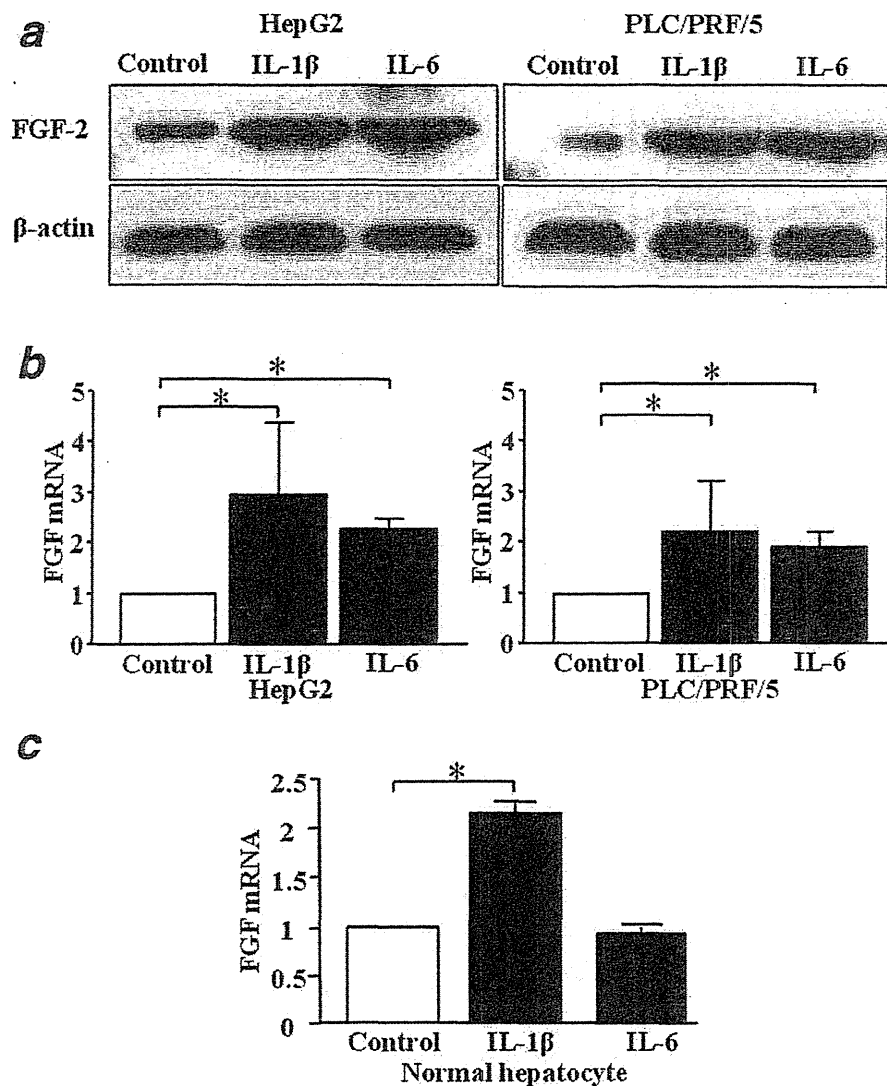 a
HepG2 PLC/PRF/5
Control IL-1β IL-6 Control IL-1β IL-6
FGF-2
β-actin
b
* *
* *
5 5
4 4
3 3
2 2
1 1
0 0
FGF mRNA FGF mRNA
Control IL-1β IL-6 Control IL-1β IL-6
HepG2 PLC/PRF/5
c
*
2.5
2
1.5
1
0.5
0
FGF mRNA
Control IL-1β IL-6
Normal hepatocyte